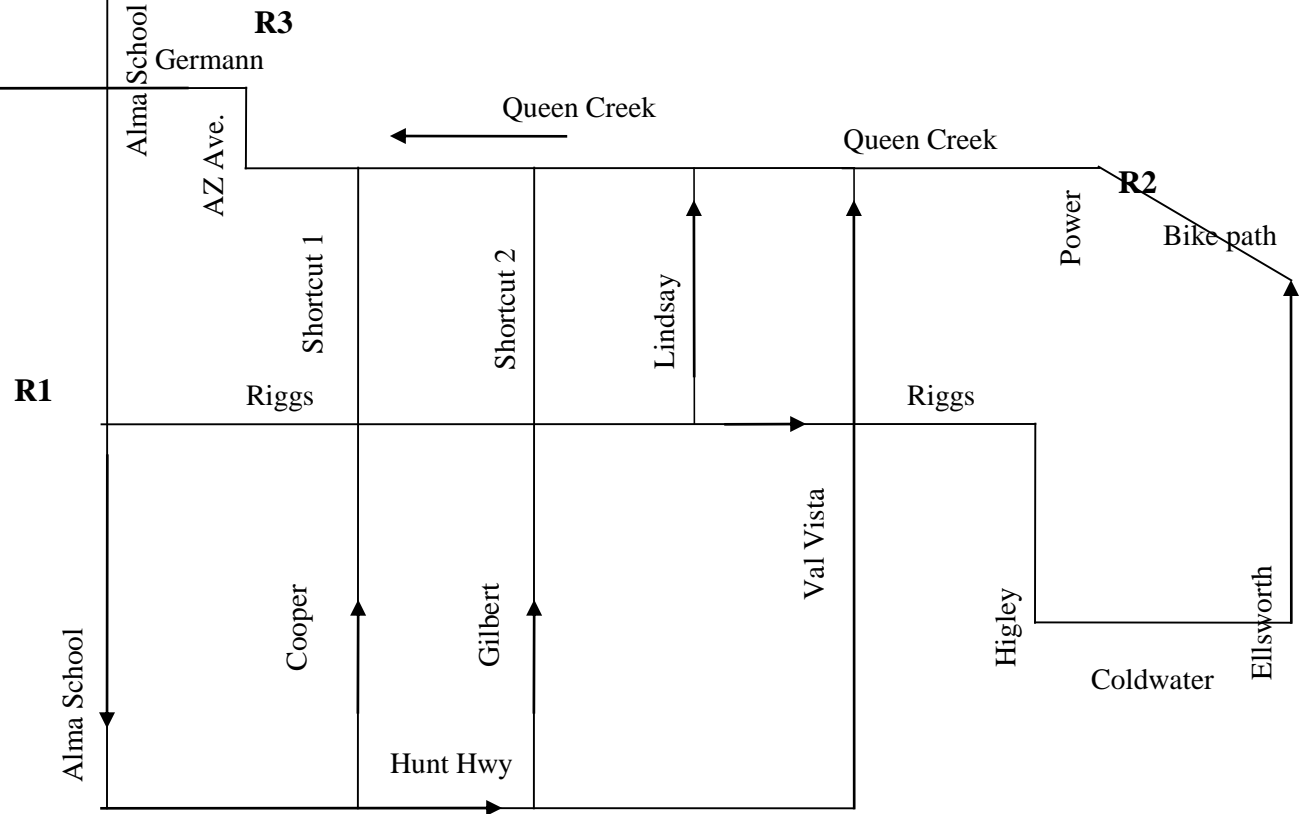 R3
Alma School
Germann
Queen Creek
AZ Ave.
Queen Creek
R2
Power
Bike path
Shortcut 1
Shortcut 2
Lindsay
R1
Riggs
Riggs
Val Vista
Cooper
Gilbert
Higley
Ellsworth
Coldwater
Alma School
Hunt Hwy